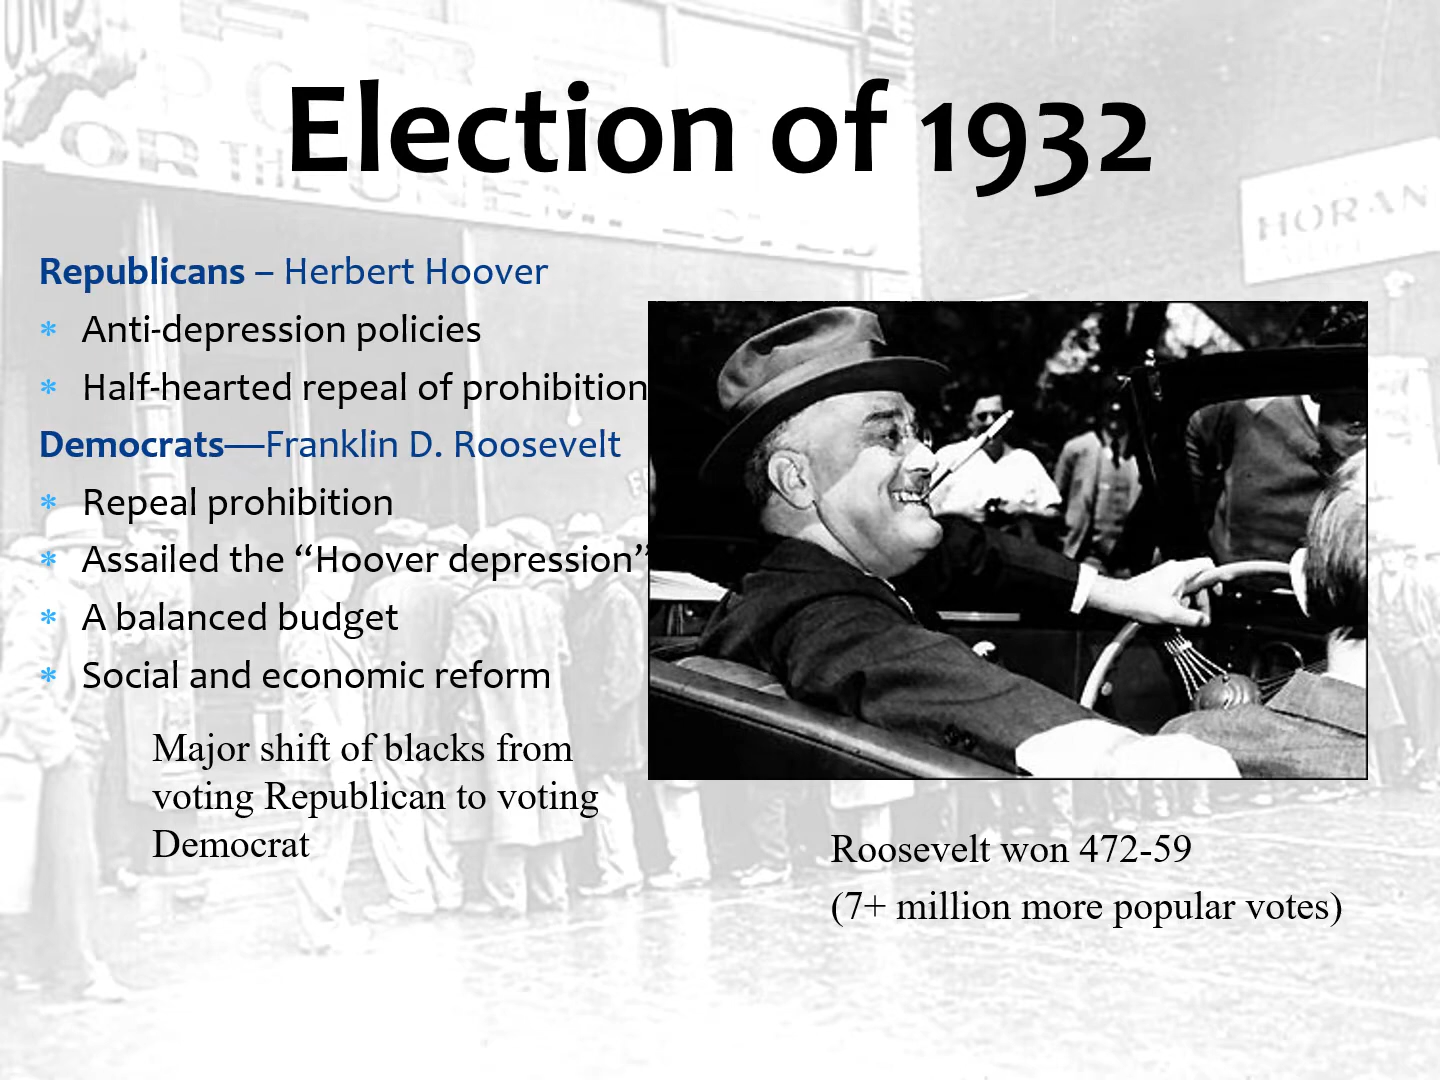 Election of 1932
Republicans – Herbert Hoover
* Anti-depression policies
* Half-hearted repeal of prohibition
Democrats—Franklin D. Roosevelt
* Repeal prohibition
* Assailed the “Hoover depression”
* A balanced budget
* Social and economic reform
Major shift of blacks from
voting Republican to voting
Democrat
Roosevelt won 472-59
(7+ million more popular votes)
HORAN